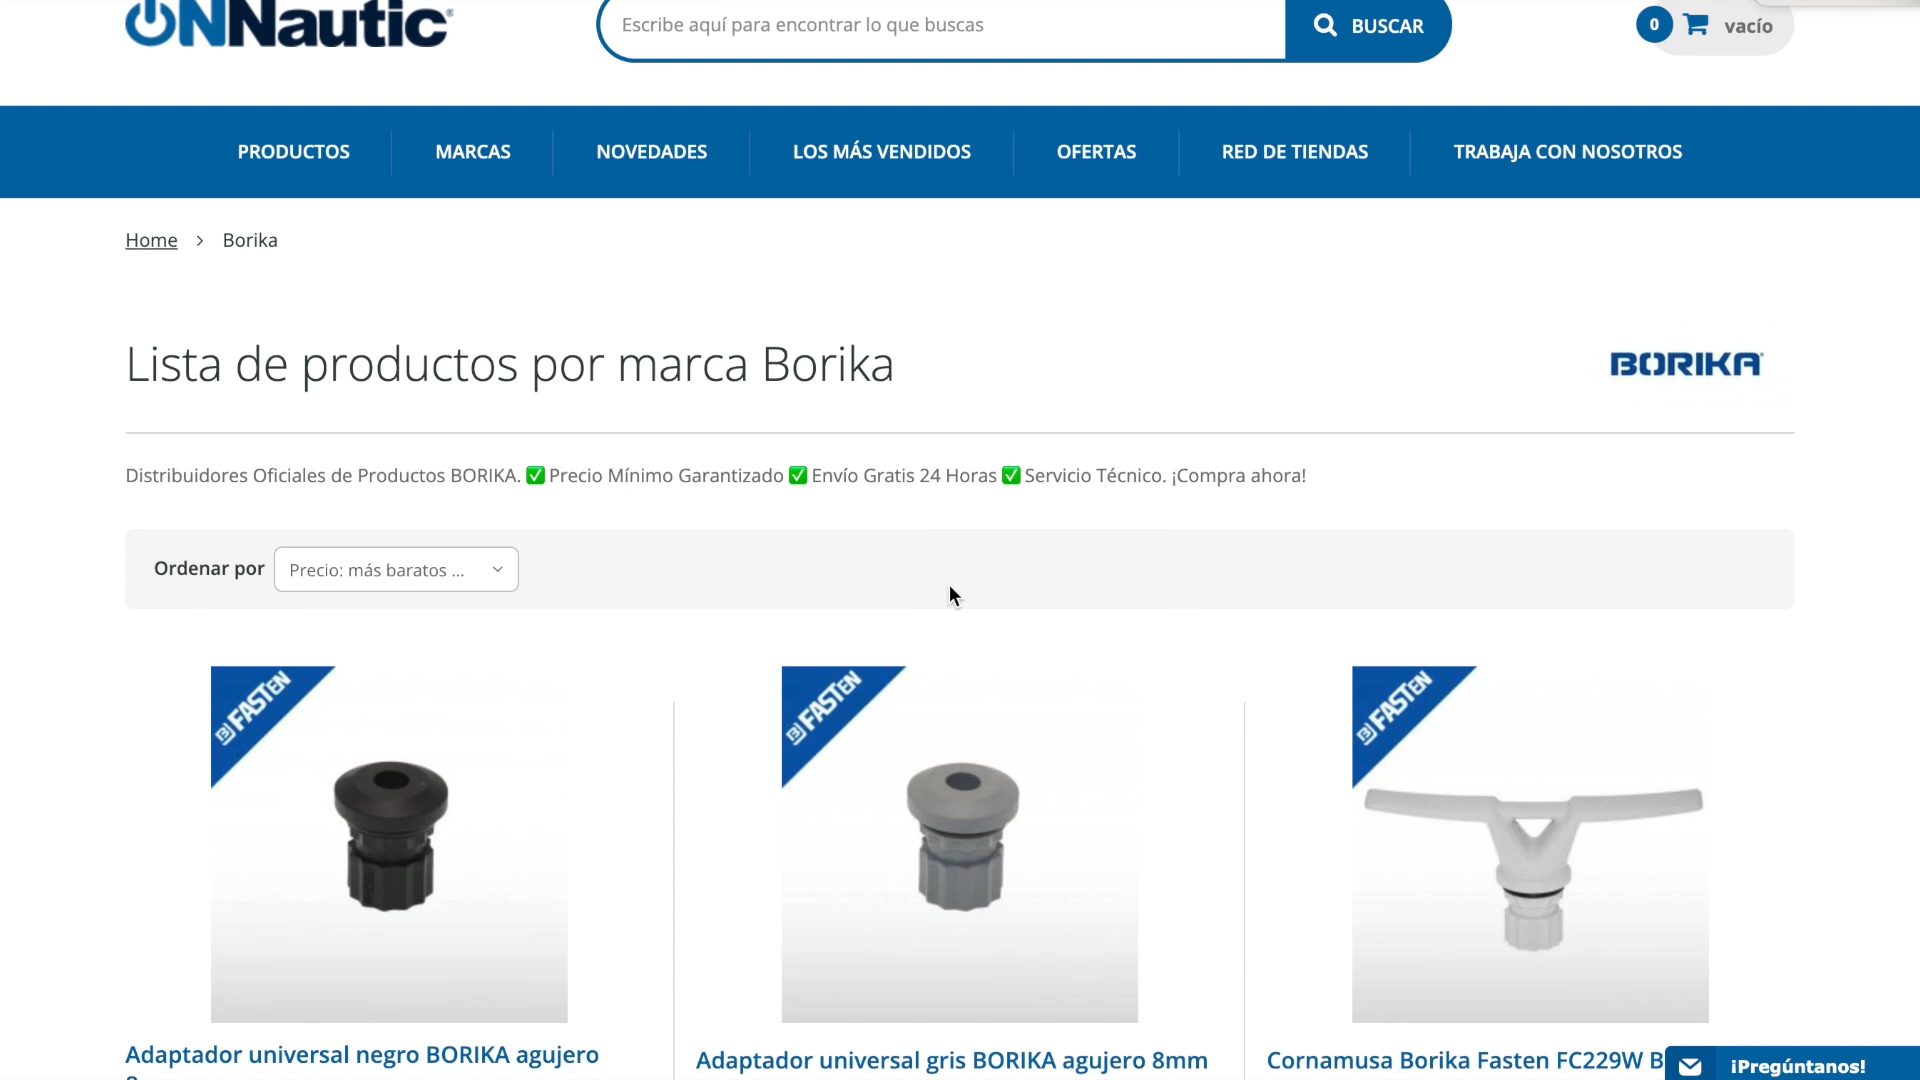 ONNautic
Escribe aquí para encontrar lo que buscas
BUSCAR
0
vacío
PRODUCTOS
MARCAS
NOVEDADES
LOS MÁS VENDIDOS
OFERTAS
RED DE TIENDAS
TRABAJA CON NOSOTROS
Home > Borika
Lista de productos por marca Borika
BORIKA
Distribuidores Oficiales de Productos BORIKA. ✅ Precio Mínimo Garantizado ✅ Envío Gratis 24 Horas ✅ Servicio Técnico. ¡Compra ahora!
Ordenar por
Precio: más baratos ...
FASTEN
FASTEN
FASTEN
Adaptador universal negro BORIKA agujero
Adaptador universal gris BORIKA agujero 8mm
Cornamusa Borika Fasten FC229W B
¡Pregúntanos!